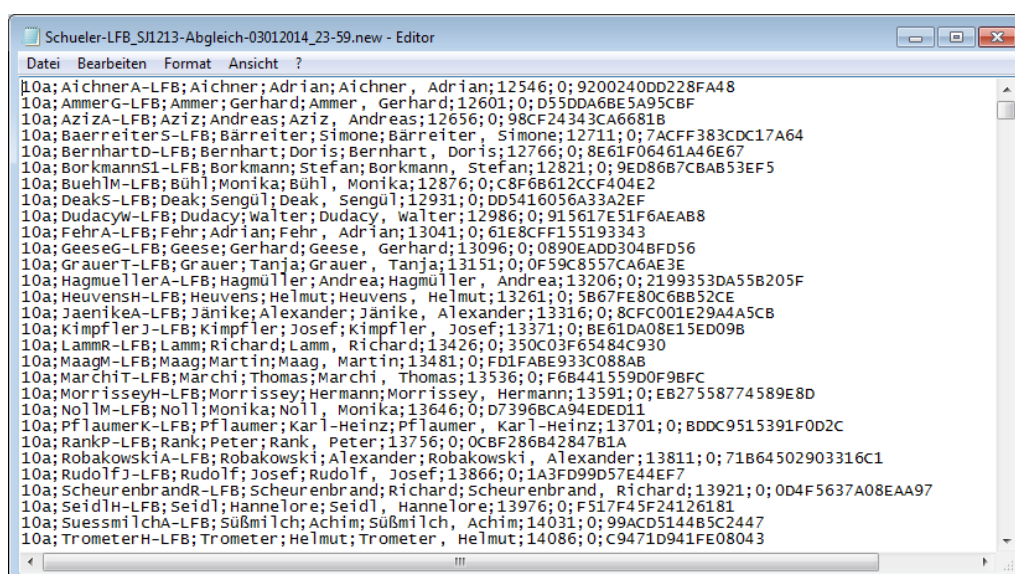 Schueler-LFB_SJ1213-Abgleich-03012014_23-59.new - Editor
Datei Bearbeiten Format Ansicht ?
10a;AichnerA-LFB;Aichner;Adrian;Aichner, Adrian;12546;0;9200240DD228FA48
10a;AmmerG-LFB;Ammer;Gerhard;Ammer, Gerhard;12601;0;D55DDA6BE5A95CBF
10a;AzizA-LFB;Aziz;Andreas;Aziz, Andreas;12656;0;98CF24343CA6681B
10a;BaerreiterS-LFB;Bärreiter;Simone;Bärreiter, Simone;12711;0;7ACFF383CDC17A64
10a;BernhartD-LFB;Bernhart;Doris;Bernhart, Doris;12766;0;8E61F06461A46E67
10a;BorkmannS1-LFB;Borkmann;Stefan;Borkmann, Stefan;12821;0;9ED86B7CBAB53EF5
10a;BuehlM-LFB;Bühl;Monika;Bühl, Monika;12876;0;C8F6B612CCF404E2
10a;DeakS-LFB;Deak;Sengül;Deak, Sengül;12931;0;DD5416056A33A2EF
10a;DudacyW-LFB;Dudacy;Walter;Dudacy, Walter;12986;0;915617E51F6AEAB8
10a;FehrA-LFB;Fehr;Adrian;Fehr, Adrian;13041;0;61E8CFF155193343
10a;GeeseG-LFB;Geese;Gerhard;Geese, Gerhard;13096;0;0890EADD304BFD56
10a;GrauerT-LFB;Grauer;Tanja;Grauer, Tanja;13151;0;0F59C8557CA6AE3E
10a;HagmuellerA-LFB;Hagmüller;Andrea;Hagmüller, Andrea;13206;0;2199353DA55B205F
10a;HeuvensH-LFB;Heuvens;Helmut;Heuvens, Helmut;13261;0;5B67FE80C6BB52CE
10a;JaenikeA-LFB;Jänike;Alexander;Jänike, Alexander;13316;0;8CFC001E29A4A5CB
10a;KimpflerJ-LFB;Kimpfler;Josef;Kimpfler, Josef;13371;0;BE61DA08E15ED09B
10a;LammR-LFB;Lamm;Richard;Lamm, Richard;13426;0;350C03F65484C930
10a;MaagM-LFB;Maag;Martin;Maag, Martin;13481;0;FD1FABE933C088AB
10a;MarchiT-LFB;Marchi;Thomas;Marchi, Thomas;13536;0;F6B441559D0F9BFC
10a;MorrisseyH-LFB;Morrissey;Hermann;Morrissey, Hermann;13591;0;EB27558774589E8D
10a;NollM-LFB;Noll;Monika;Noll, Monika;13646;0;D7396BCA94EDED11
10a;PflaumerK-LFB;Pflaumer;Karl-Heinz;Pflaumer, Karl-Heinz;13701;0;BDDC9515391F0D2C
10a;RankP-LFB;Rank;Peter;Rank, Peter;13756;0;0CBF286B42847B1A
10a;RobakowskiA-LFB;Robakowski;Alexander;Robakowski, Alexander;13811;0;71B64502903316C1
10a;RudolfJ-LFB;Rudolf;Josef;Rudolf, Josef;13866;0;1A3FD99D57E44EF7
10a;ScheurenbrandR-LFB;Scheurenbrand;Richard;Scheurenbrand, Richard;13921;0;0D4F5637A08EAA97
10a;SeidlH-LFB;Seidl;Hannelore;Seidl, Hannelore;13976;0;F517F45F24126181
10a;SuessmilchA-LFB;Süßmilch;Achim;Süßmilch, Achim;14031;0;99ACD5144B5C2447
10a;TrometerH-LFB;Trometer;Helmut;Trometer, Helmut;14086;0;C9471D941FE08043